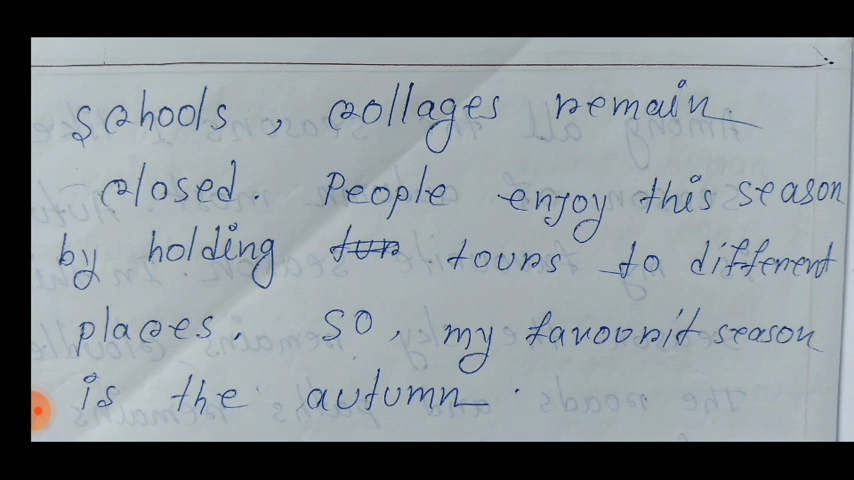 schools, collages remain
closed. People enjoy this season
by holding tours to different
places. So, my favourit season
is the autumn.